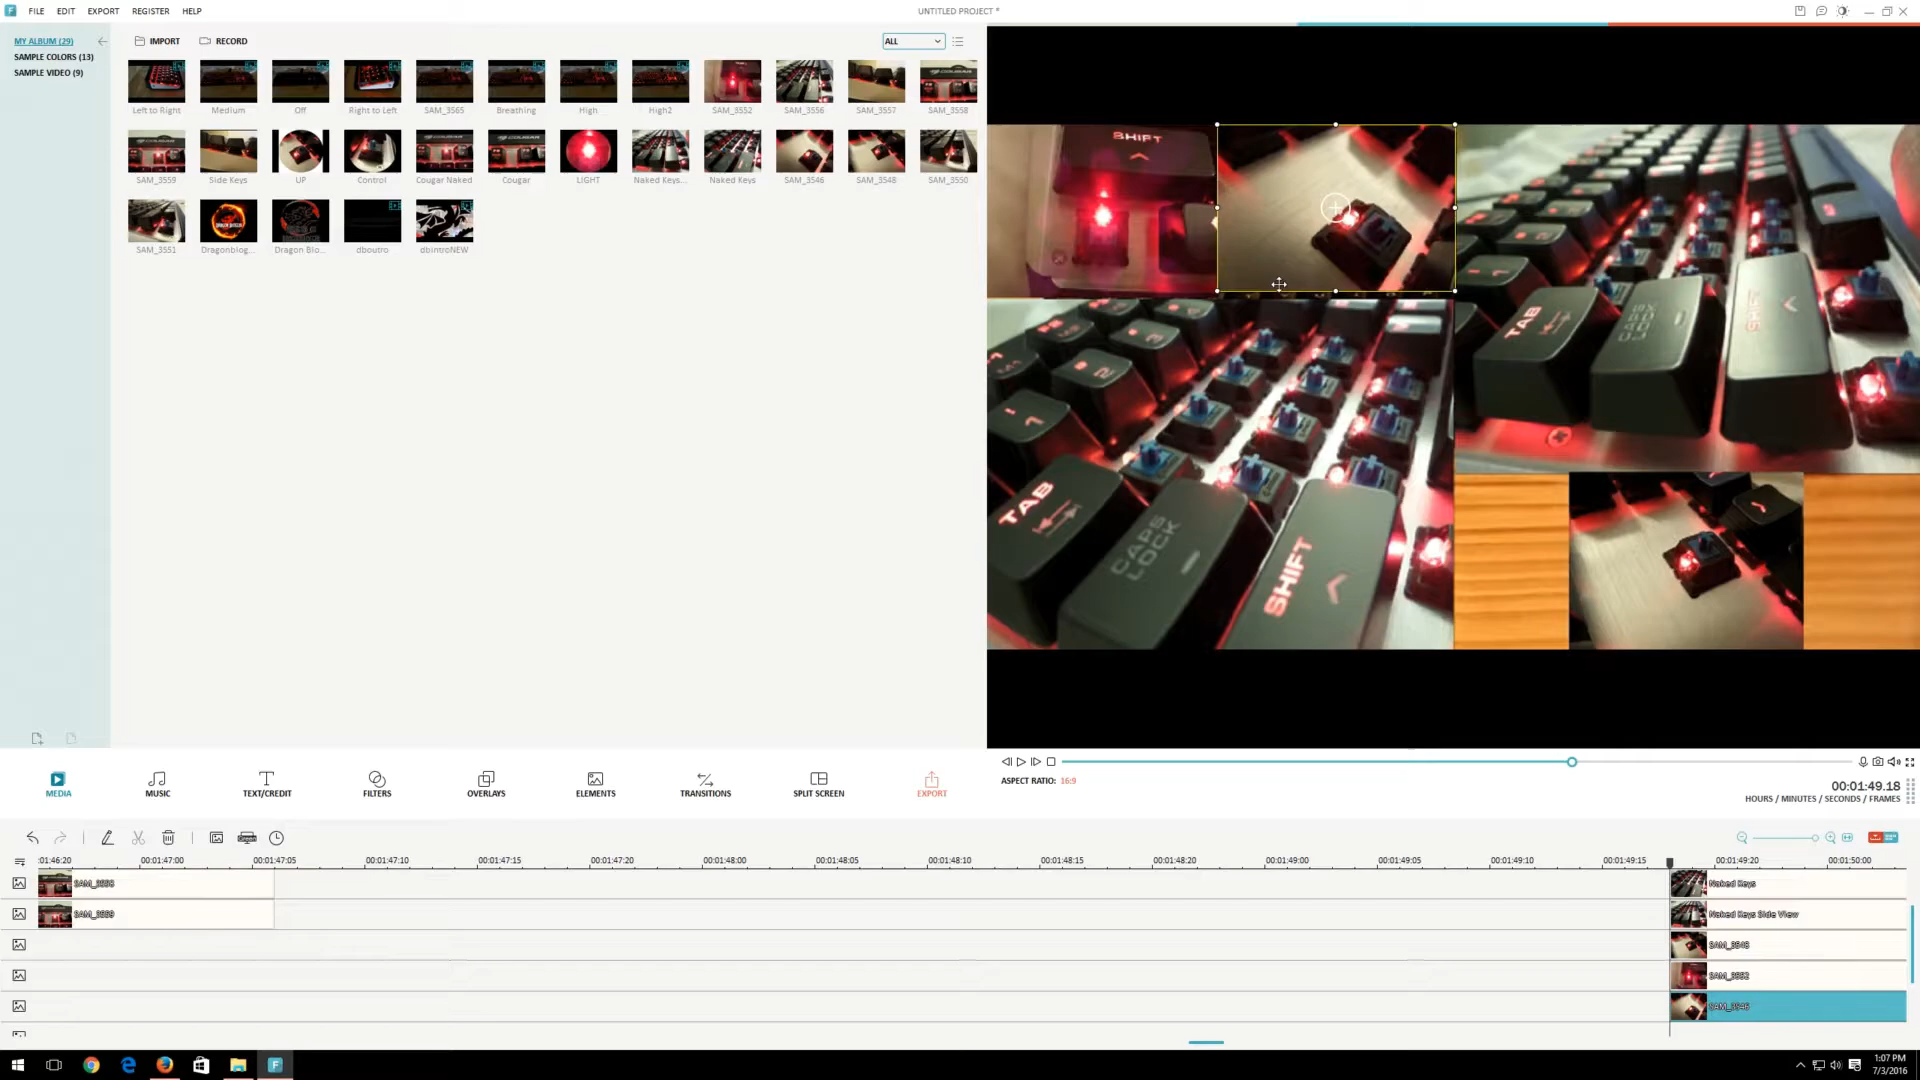 FILE EDIT EXPORT REGISTER HELP
UNTITLED PROJECT *
MY ALBUM (29)
SAMPLE COLORS (13)
SAMPLE VIDEO (9)
IMPORT RECORD
ALL
Left to Right Medium Off Right to Left SAM_3565 Breathing High High2 SAM_3552 SAM_3556 SAM_3557 SAM_3558
SAM_3559 Side Keys UP Control Cougar Naked Cougar LIGHT Naked Keys... Naked Keys SAM_3546 SAM_3548 SAM_3550
SAM_3551 Dragonblog... Dragon Blo... dboutro dbintroNEW
SHIFT
TAB
CAPS LOCK
SHIFT
TAB
CAPS LOCK
SHIFT
ASPECT RATIO: 16:9
00:01:49.18
HOURS / MINUTES / SECONDS / FRAMES
MEDIA MUSIC TEXT/CREDIT FILTERS OVERLAYS ELEMENTS TRANSITIONS SPLIT SCREEN EXPORT
:01:46:20 00:01:47:00 00:01:47:05 00:01:47:10 00:01:47:15 00:01:47:20 00:01:48:00 00:01:48:05 00:01:48:10 00:01:48:15 00:01:48:20 00:01:49:00 00:01:49:05 00:01:49:10 00:01:49:15 00:01:49:20 00:01:50:00
Naked Keys
SAM_3559 Naked Keys Side View
SAM_3548
SAM_3552
SAM_3546
1:07 PM
7/3/2016